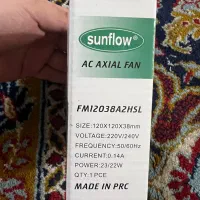 sunflow®
AC AXIAL FAN
FM12038A2HSL
SIZE:120X120X38mm
VOLTAGE:220V/240V
FREQUENCY:50/60Hz
CURRENT:0.14A
POWER:23/22W
QTY:1PCE
MADE IN PRC